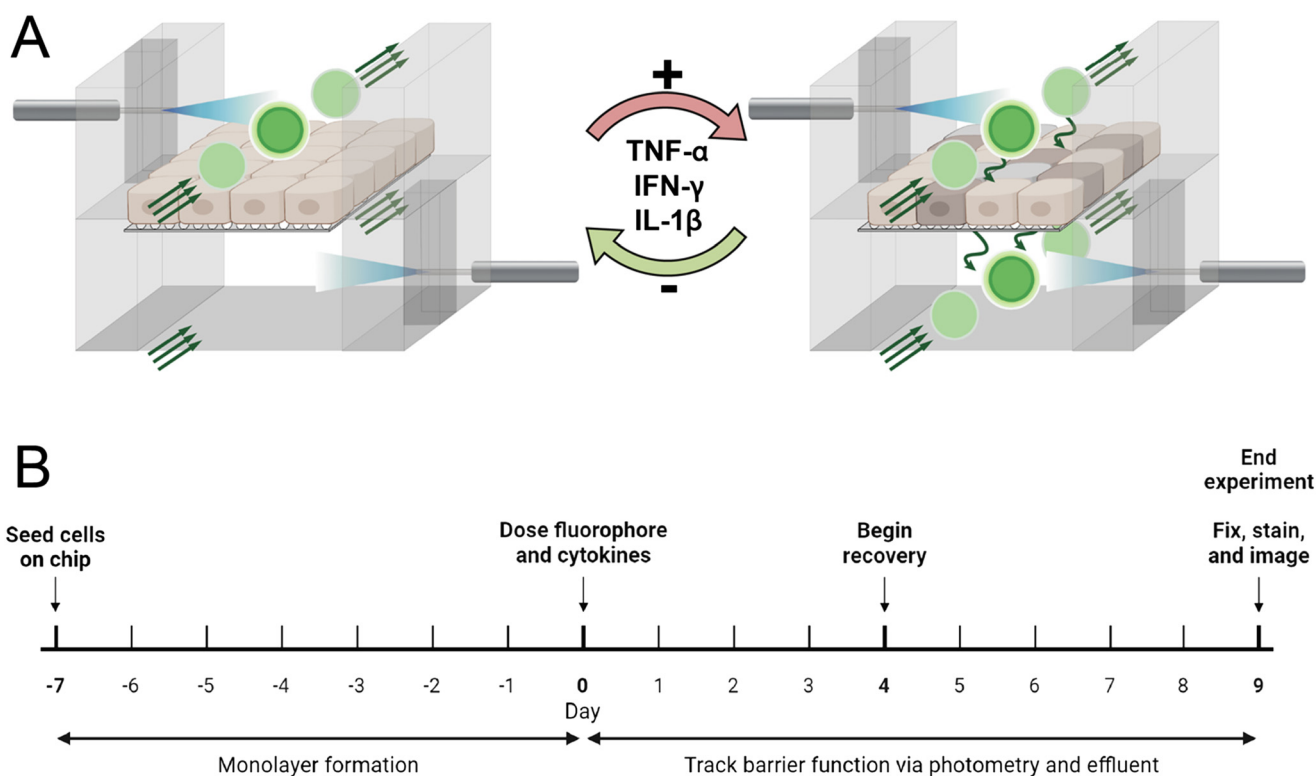 A
+
TNF-α
IFN-γ
IL-1β
-
B
Seed cells
on chip
Dose fluorophore
and cytokines
Begin
recovery
End
experiment
Fix, stain,
and image
-7 -6 -5 -4 -3 -2 -1 0 1 2 3 4 5 6 7 8 9
Day
Monolayer formation
Track barrier function via photometry and effluent